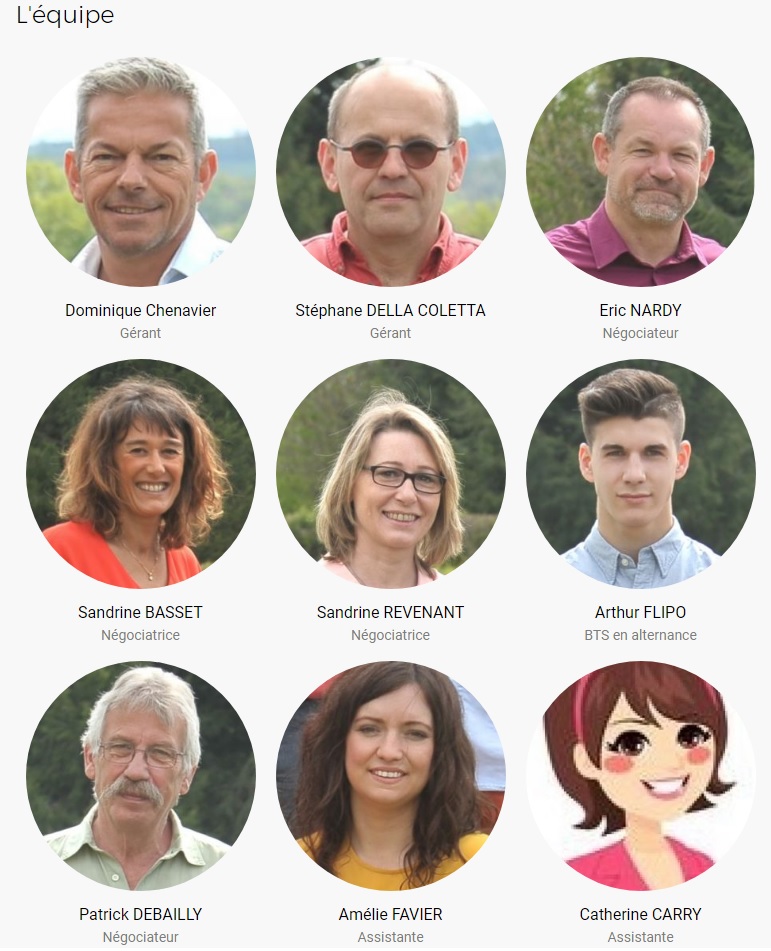 L'équipe
Dominique Chenavier
Stéphane DELLA COLETTA
Eric NARDY
Gérant
Gérant
Négociateur
Sandrine BASSET
Sandrine REVENANT
Arthur FLIPO
Négociatrice
Négociatrice
BTS en alternance
Patrick DEBAILLY
Amélie FAVIER
Catherine CARRY
Négociateur
Assistante
Assistante